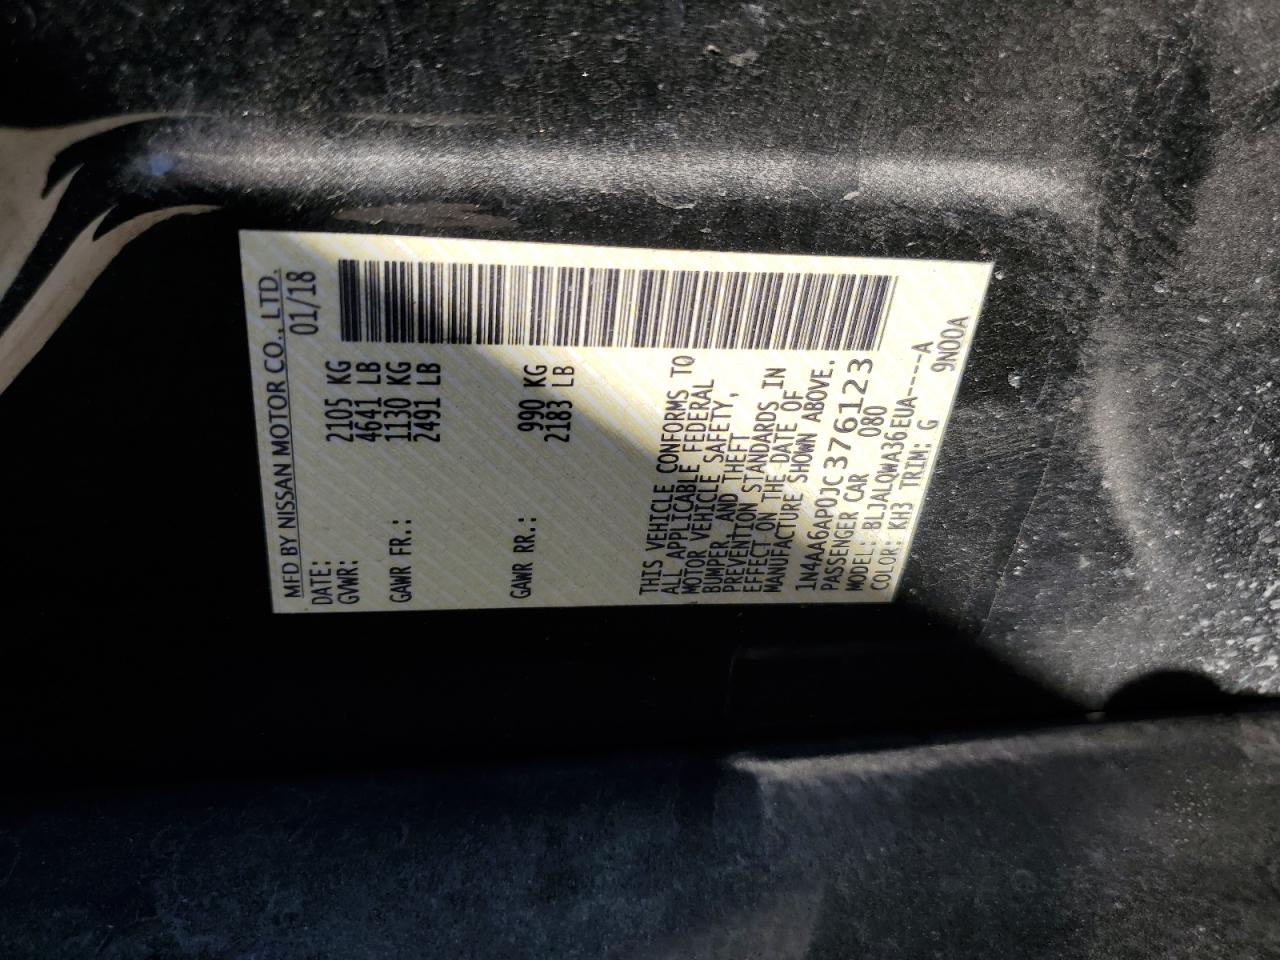 MFD BY NISSAN MOTOR CO., LTD.
DATE: 01/18
GVWR: 2105 KG
4641 LB
GAWR FR.: 1130 KG
2491 LB
GAWR RR.: 990 KG
2183 LB
THIS VEHICLE CONFORMS TO
ALL APPLICABLE FEDERAL
MOTOR VEHICLE SAFETY,
BUMPER, AND THEFT
PREVENTION STANDARDS IN
EFFECT ON THE DATE OF
MANUFACTURE SHOWN ABOVE.
1N4AA6AP0JC376123
PASSENGER CAR 080
MODEL: BLJALQWA36EUA----A
COLOR: KH3 TRIM: G 9N00A